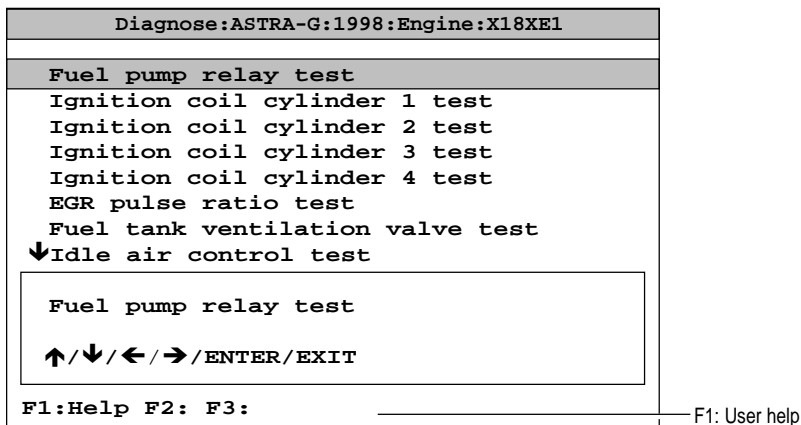 Diagnose:ASTRA-G:1998:Engine:X18XE1
Fuel pump relay test
Ignition coil cylinder 1 test
Ignition coil cylinder 2 test
Ignition coil cylinder 3 test
Ignition coil cylinder 4 test
EGR pulse ratio test
Fuel tank ventilation valve test
↓Idle air control test
Fuel pump relay test
↑/↓/←/→/ENTER/EXIT
F1:Help F2: F3:
F1: User help